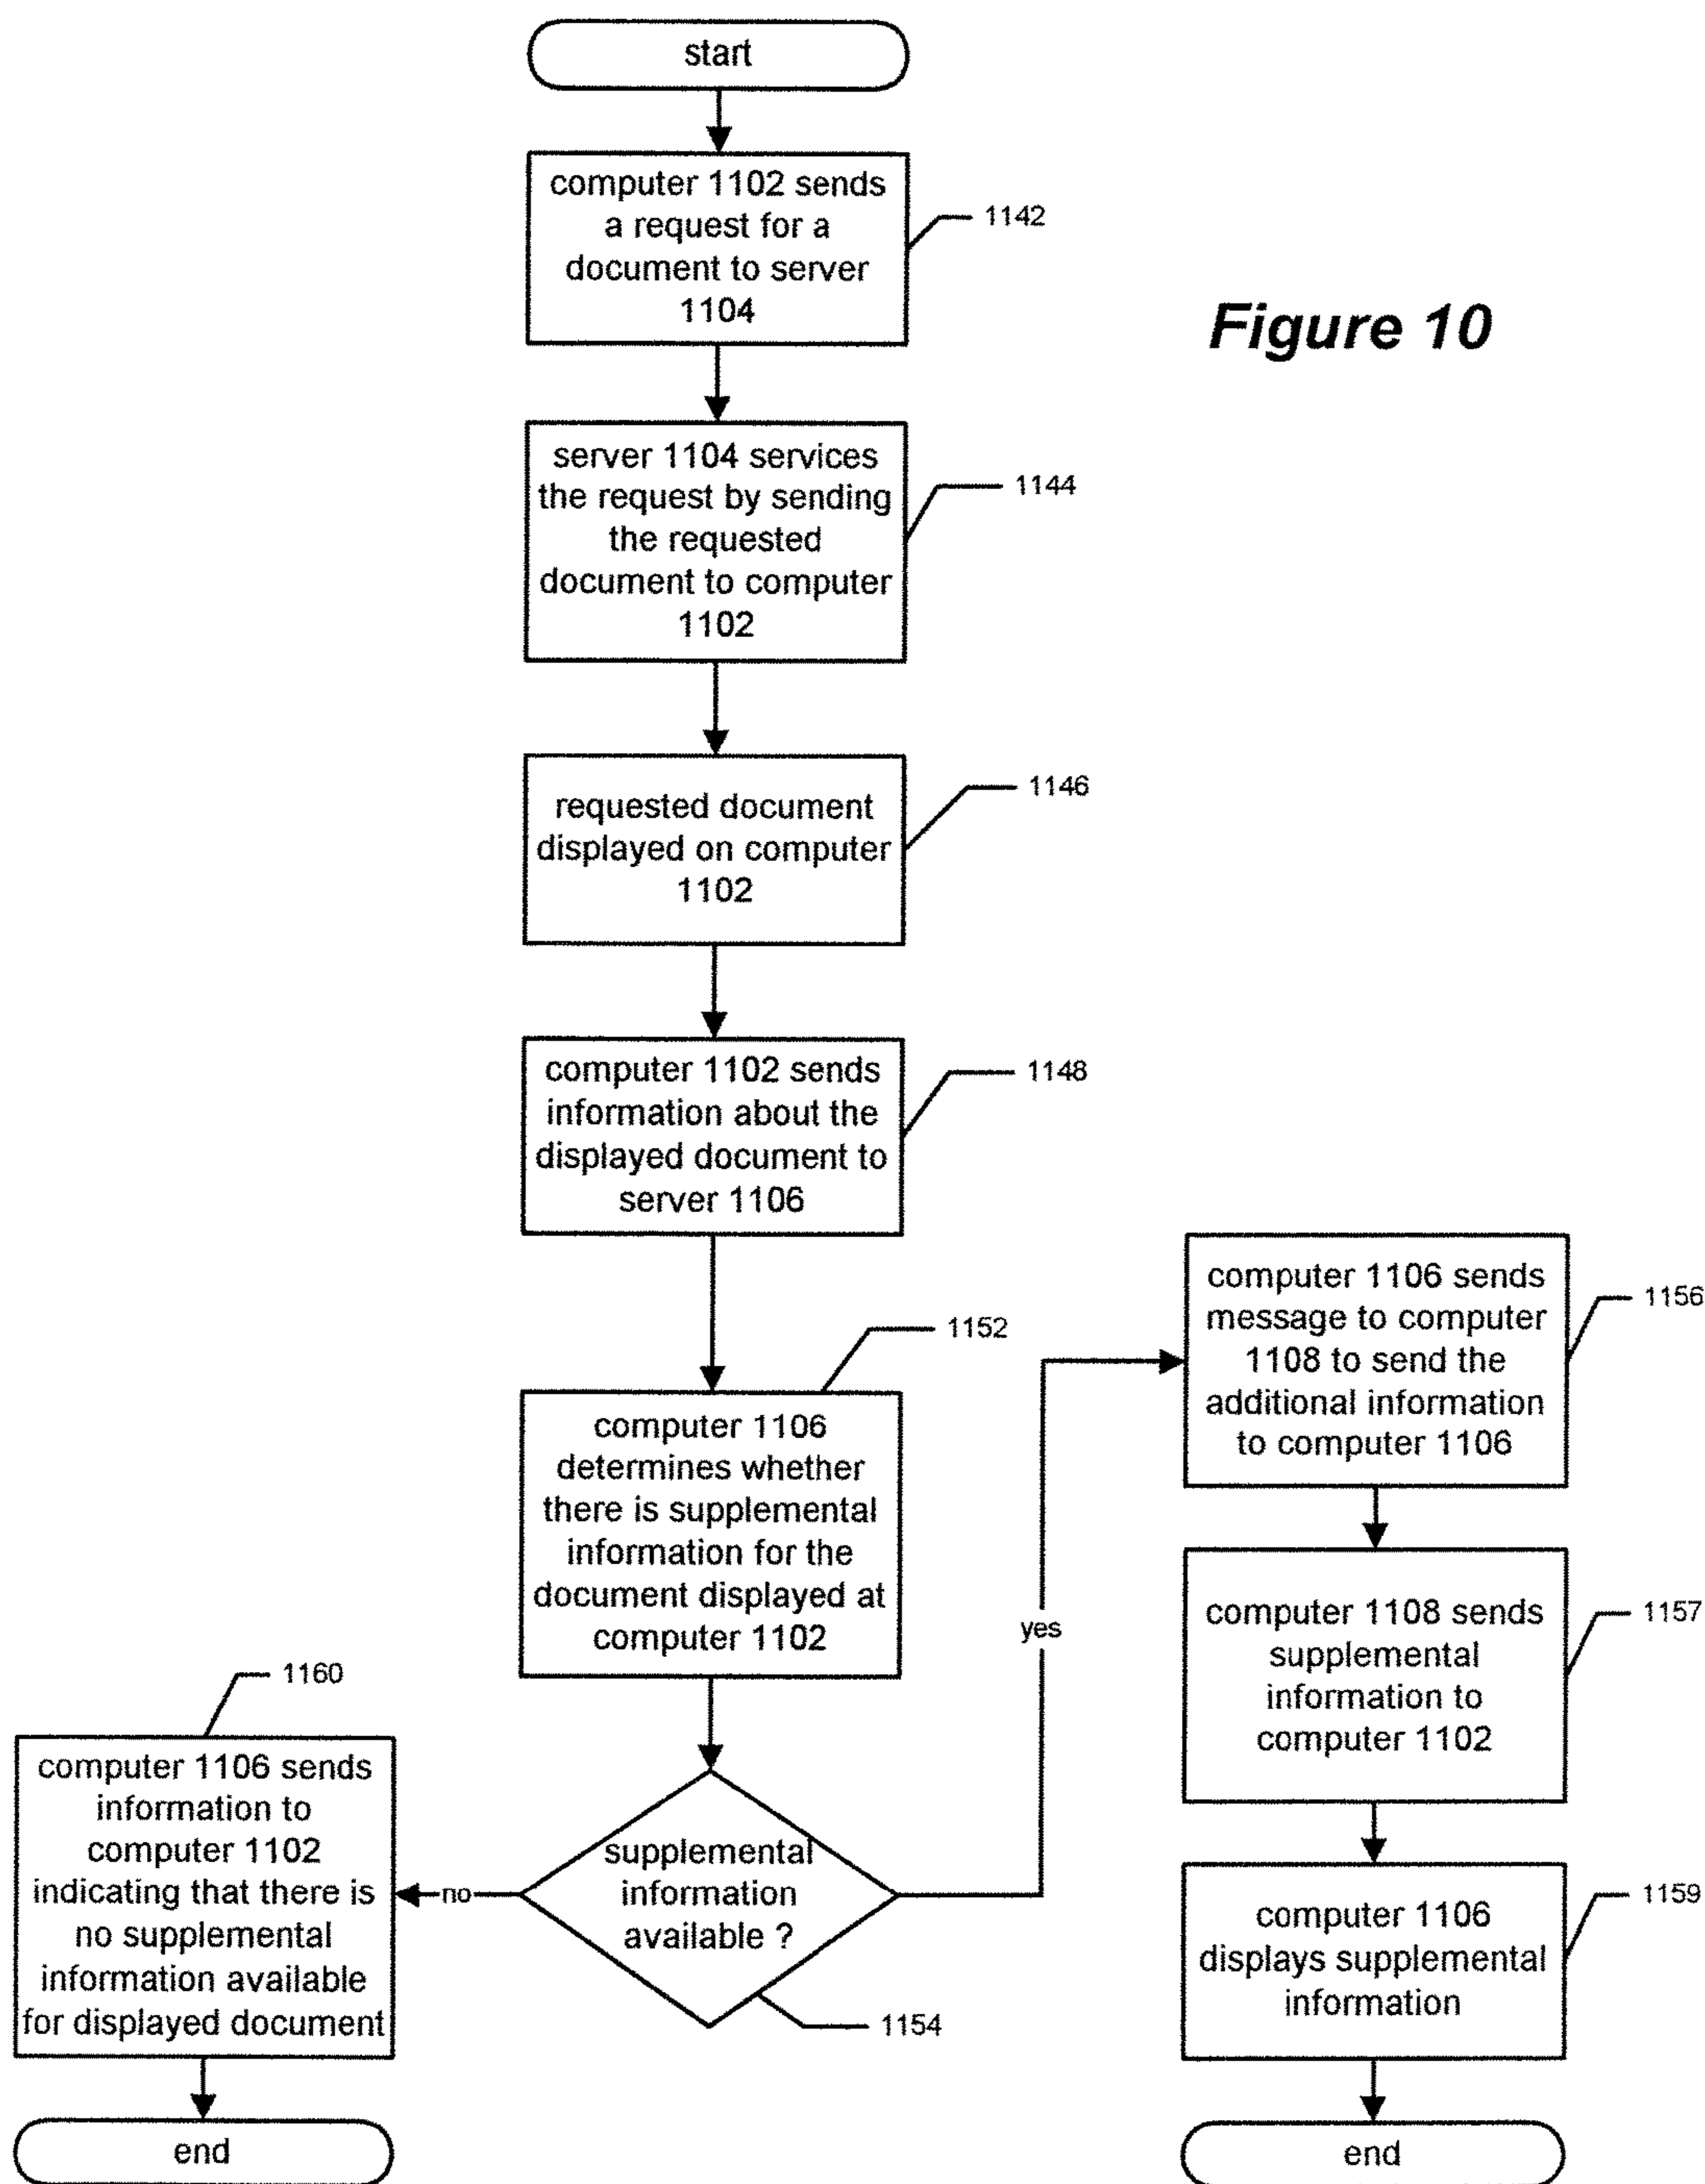 start
computer 1102 sends
a request for a
document to server
1104
1142
Figure 10
server 1104 services
the request by sending
the requested
document to computer
1102
1144
requested document
displayed on computer
1102
1146
computer 1102 sends
information about the
displayed document to
server 1106
1148
computer 1106
determines whether
there is supplemental
information for the
document displayed at
computer 1102
1152
supplemental
information
available ?
1154
no
computer 1106 sends
information to
computer 1102
indicating that there is
no supplemental
information available
for displayed document
1160
end
yes
computer 1106 sends
message to computer
1108 to send the
additional information
to computer 1106
1156
computer 1108 sends
supplemental
information to
computer 1102
1157
computer 1106
displays supplemental
information
1159
end